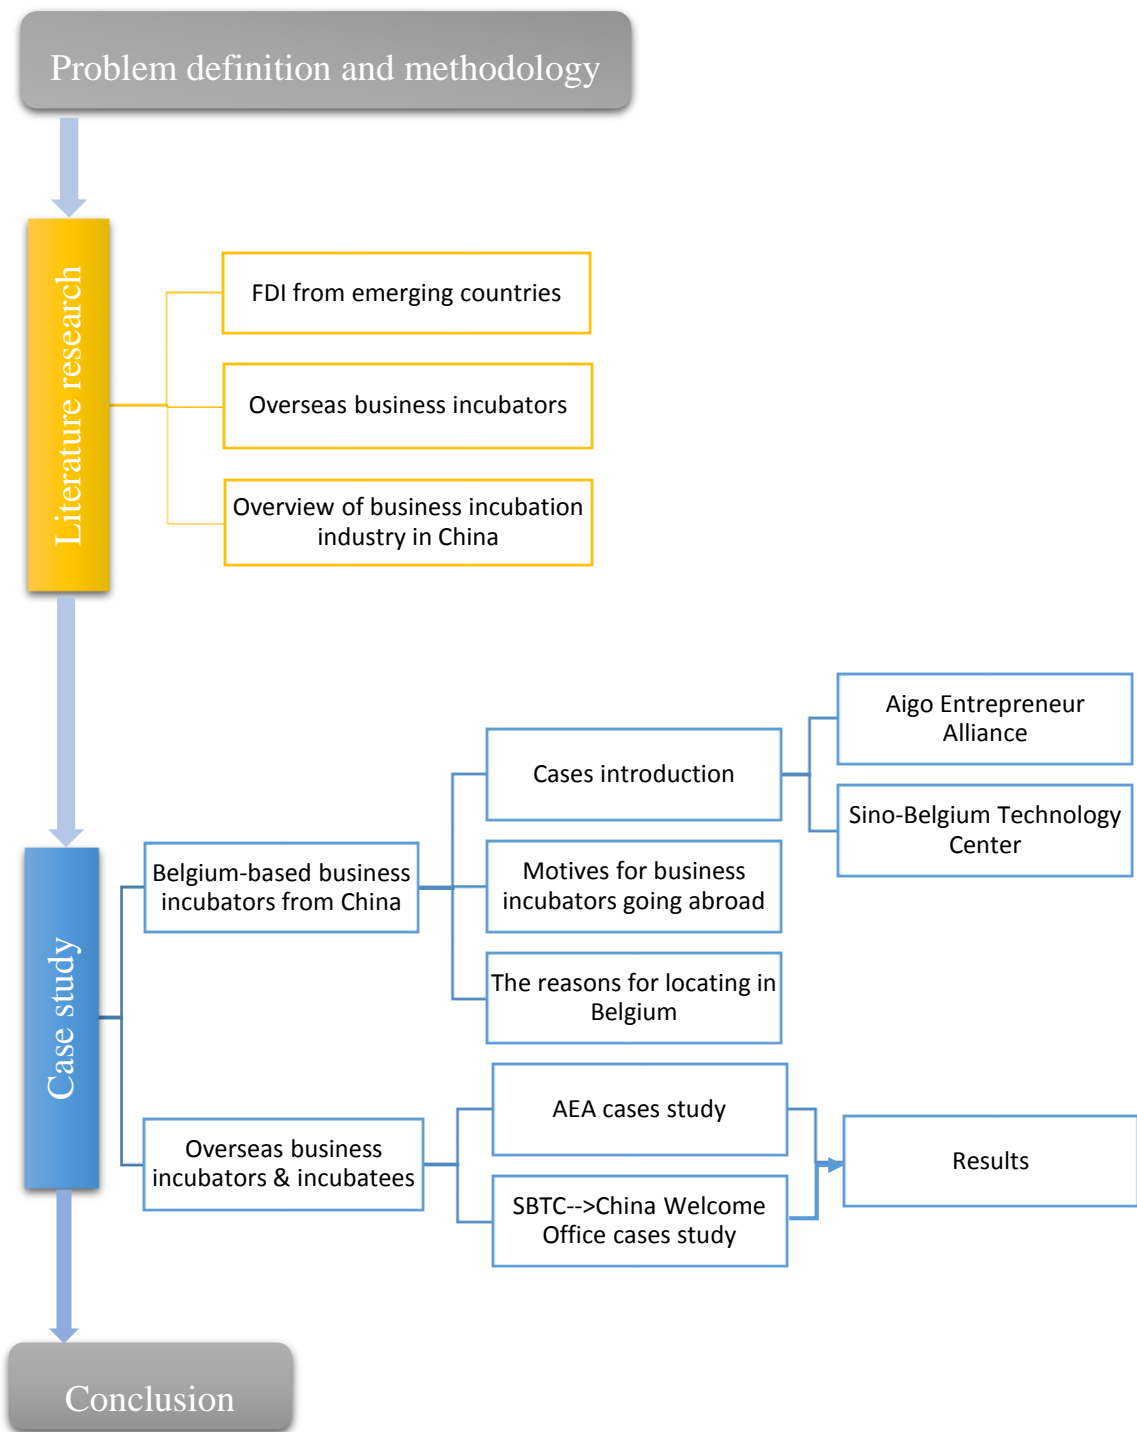 Problem definition and methodology
Literature research
FDI from emerging countries
Overseas business incubators
Overview of business incubation
industry in China
Case study
Belgium-based business
incubators from China
Cases introduction
Aigo Entrepreneur
Alliance
Sino-Belgium Technology
Center
Motives for business
incubators going abroad
The reasons for locating in
Belgium
Overseas business
incubators & incubatees
AEA cases study
SBTC-->China Welcome
Office cases study
Results
Conclusion